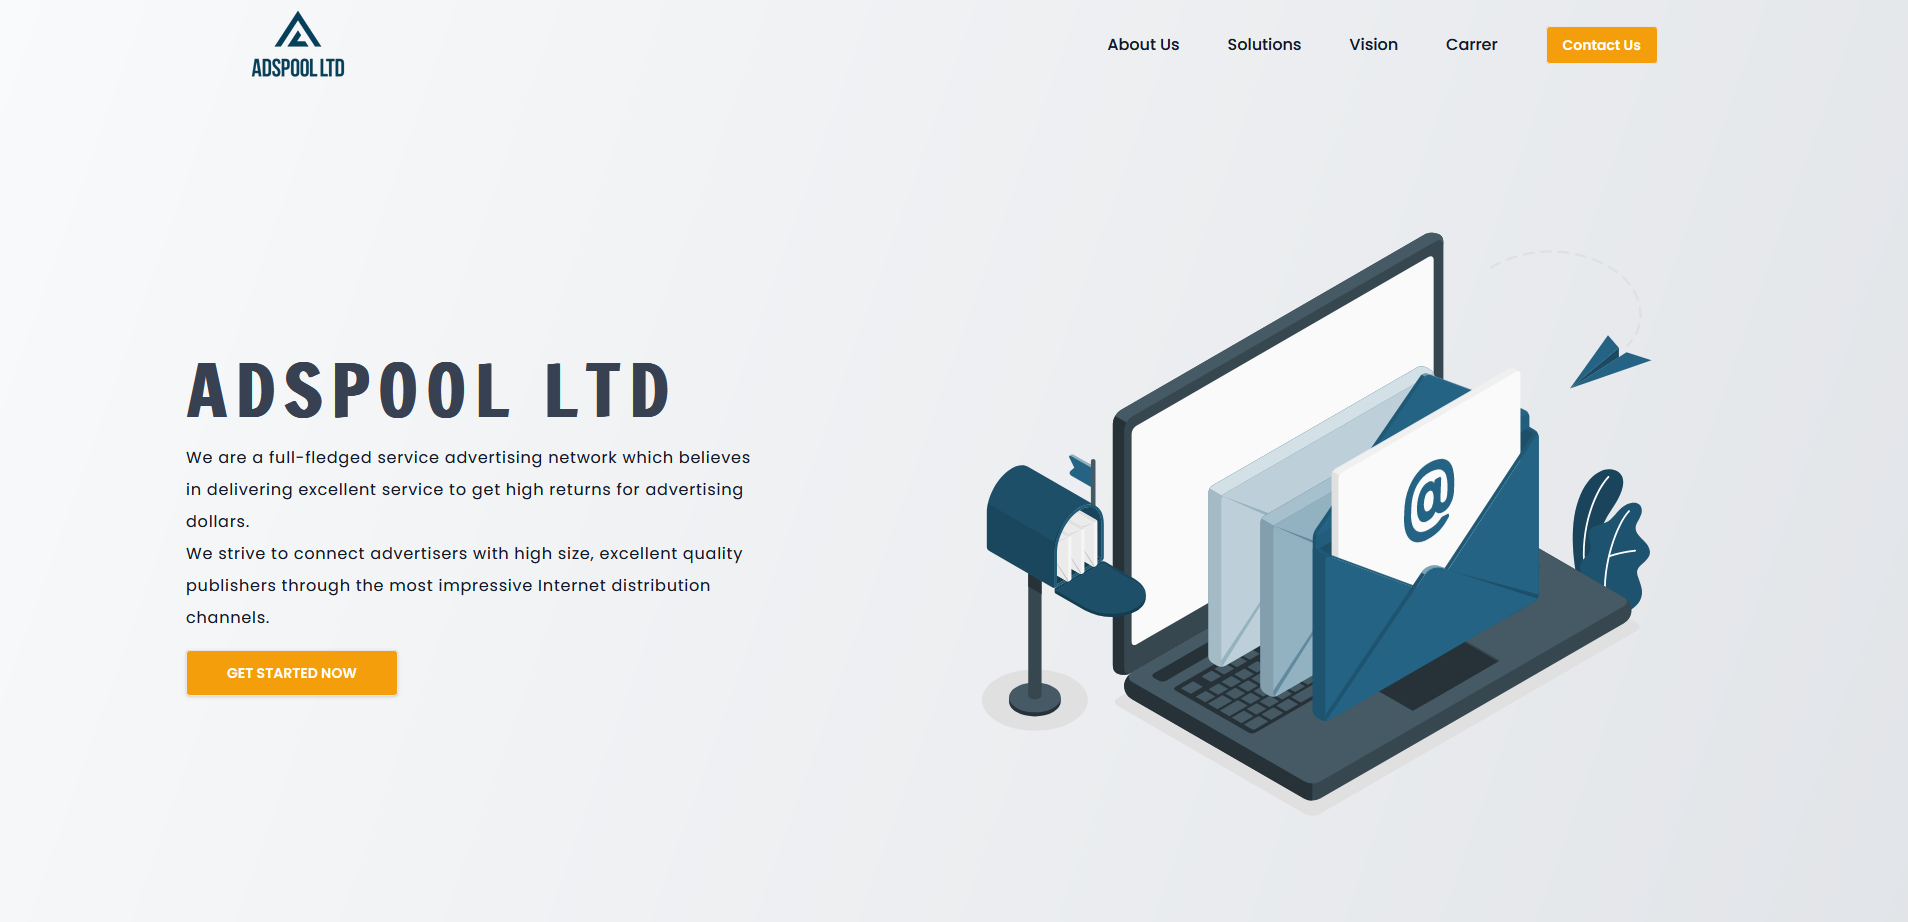 ADSPOOL LTD
About Us
Solutions
Vision
Carrer
Contact Us
ADSPOOL LTD
We are a full-fledged service advertising network which believes
in delivering excellent service to get high returns for advertising
dollars.
We strive to connect advertisers with high size, excellent quality
publishers through the most impressive Internet distribution
channels.
GET STARTED NOW
@